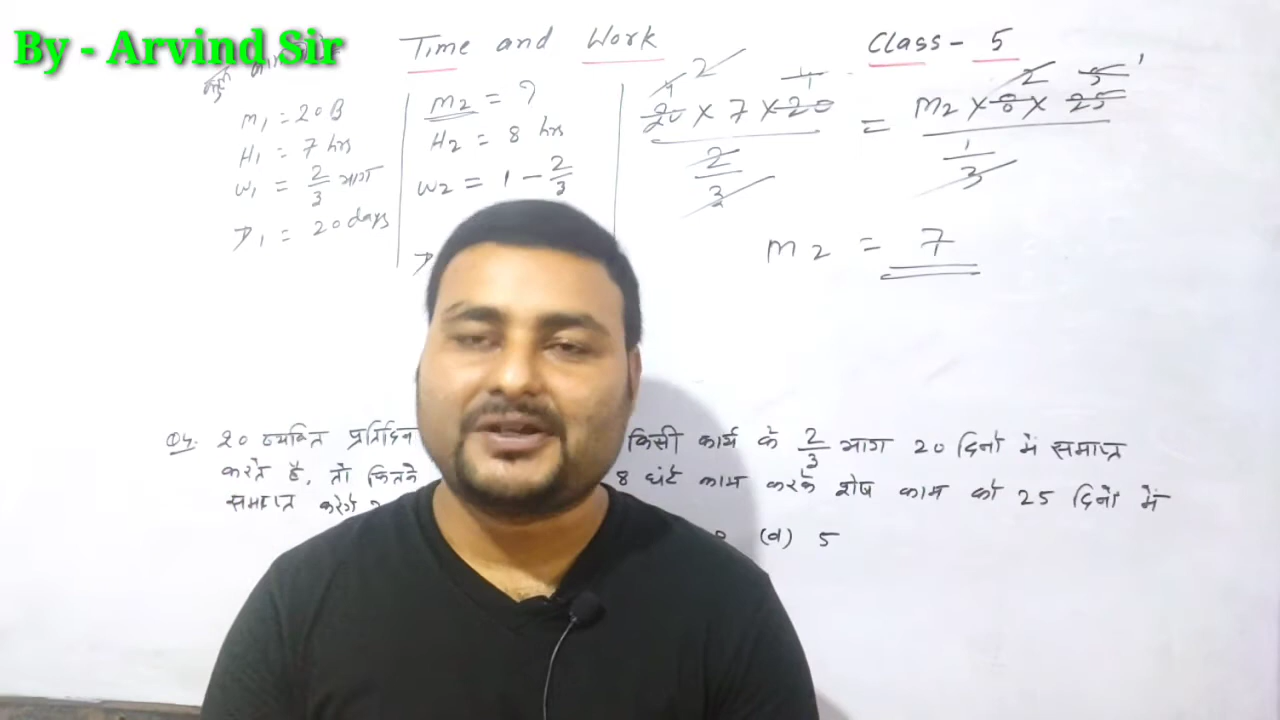 By - Arvind Sir
Time and Work
Class - 5
M1 = 20 B
H1 = 7 hrs
W1 = 2/3 भाग
D1 = 20 days
M2 = ?
H2 = 8 hrs
W2 = 1 - 2/3
D
20 × 7 × 20 / 2/3 = M2 × 8 × 25 / 1/3
M2 = 7
Q4. 20 व्यक्ति प्रतिदिन किसी कार्य के 2/3 भाग 20 दिनों में समाप्त
करते है, तो कितने 8 घंटे काम करके शेष काम को 25 दिनों में
समाप्त करेगें ?
(d) 5